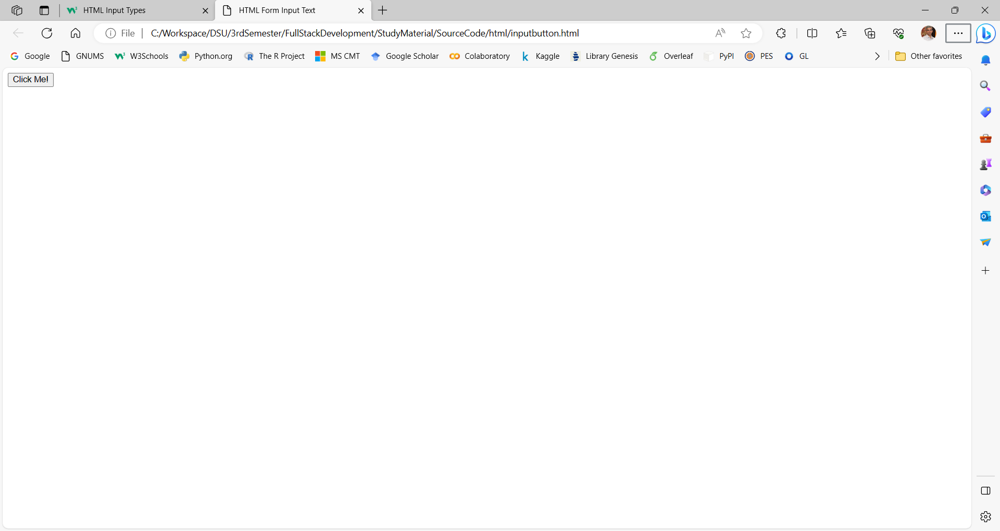 HTML Input Types
HTML Form Input Text
File C:/Workspace/DSU/3rdSemester/FullStackDevelopment/StudyMaterial/SourceCode/html/inputbutton.html
Google GNUMS W3Schools Python.org The R Project MS CMT Google Scholar Colaboratory Kaggle Library Genesis Overleaf PyPI PES GL Other favorites
Click Me!